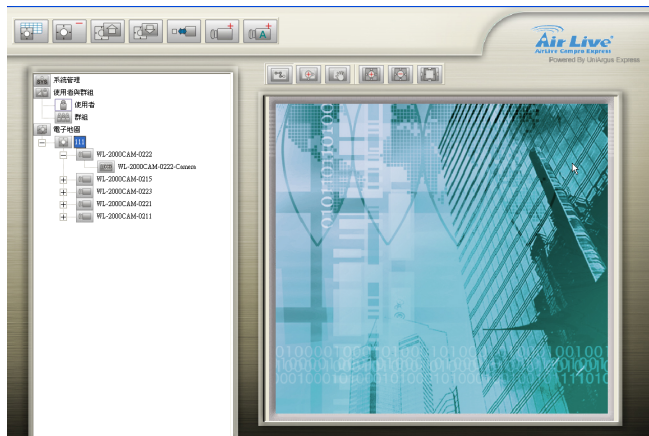 Air Live
AirLive CamPro Express
Powered By UniArgus Express
系統管理
使用者與群組
使用者
群組
電子地圖
111
WL-2000CAM-0222
WL-2000CAM-0222-Camera
WL-2000CAM-0215
WL-2000CAM-0223
WL-2000CAM-0221
WL-2000CAM-0211